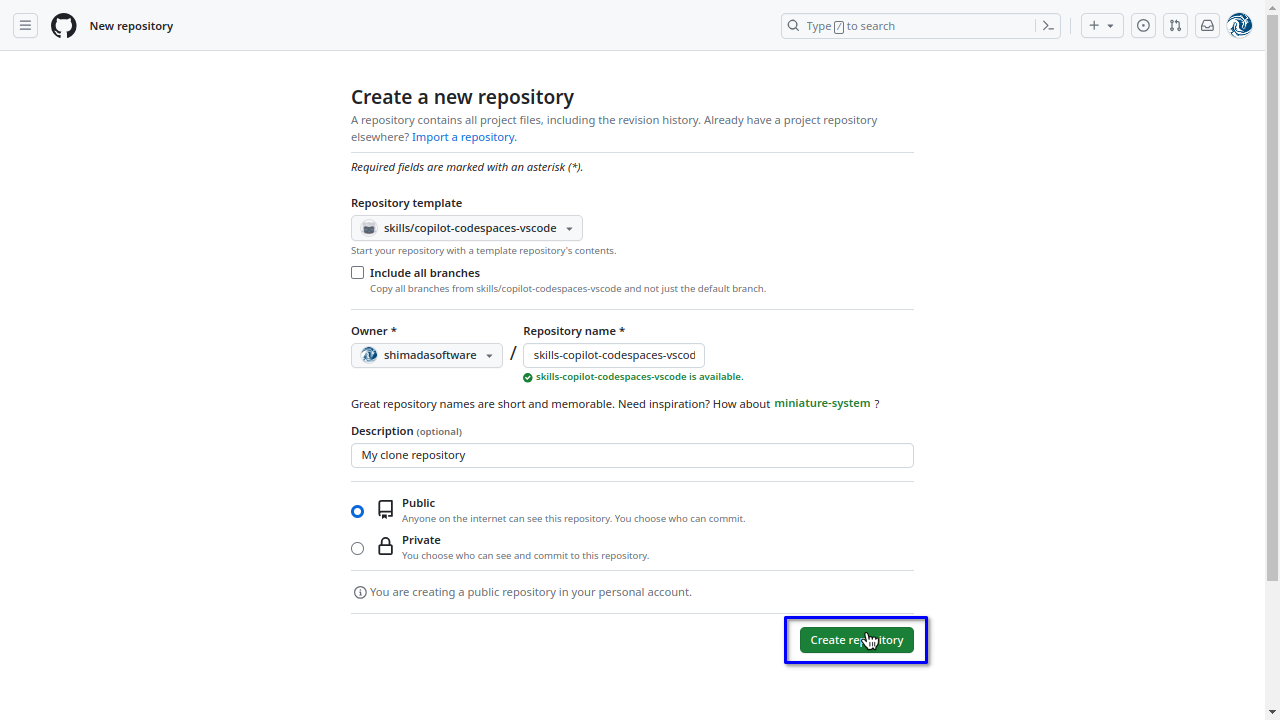 New repository
Type / to search
Create a new repository
A repository contains all project files, including the revision history. Already have a project repository
elsewhere? Import a repository.
Required fields are marked with an asterisk (*).
Repository template
skills/copilot-codespaces-vscode
Start your repository with a template repository's contents.
Include all branches
Copy all branches from skills/copilot-codespaces-vscode and not just the default branch.
Owner * Repository name *
shimadasoftware / skills-copilot-codespaces-vscod
skills-copilot-codespaces-vscode is available.
Great repository names are short and memorable. Need inspiration? How about miniature-system ?
Description (optional)
My clone repository
Public
Anyone on the internet can see this repository. You choose who can commit.
Private
You choose who can see and commit to this repository.
You are creating a public repository in your personal account.
Create repository